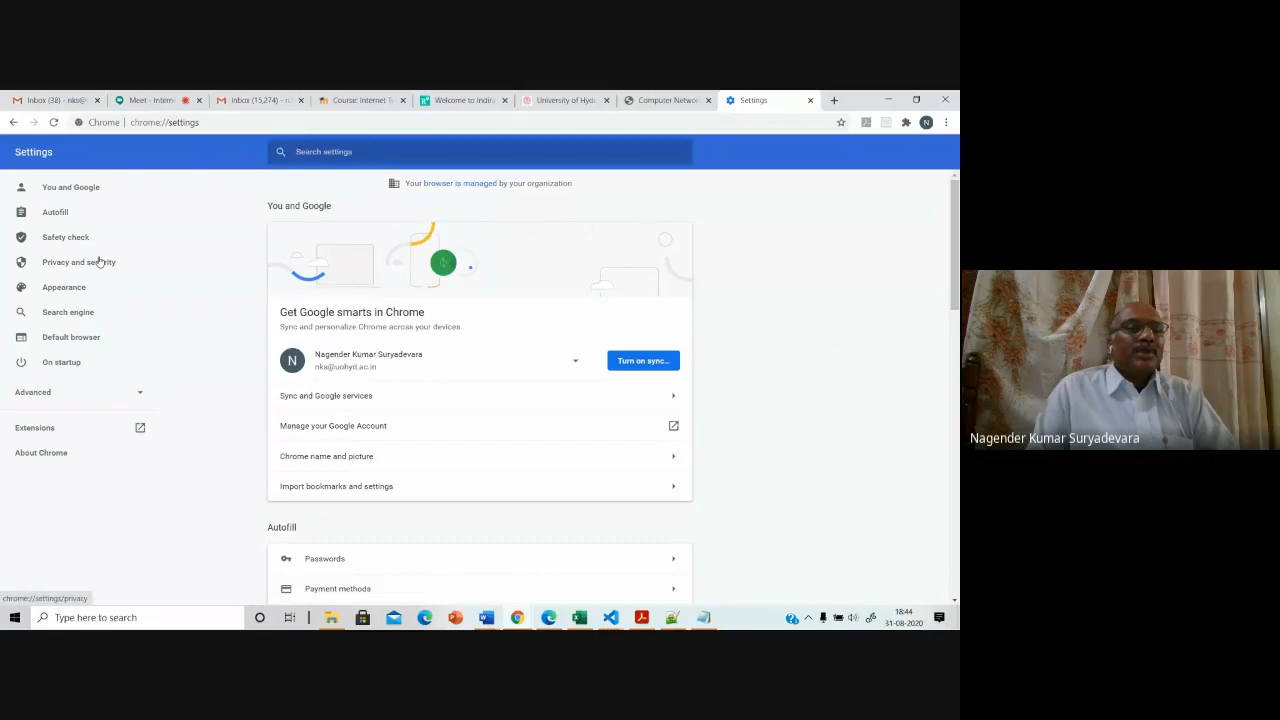 Inbox (38) - nks@
Meet - Intern
Inbox (15,274) - n
Course: Internet T
Welcome to Indira
University of Hyd
Computer Networ
Settings
Chrome | chrome://settings
N
Settings
Search settings
Your browser is managed by your organization
You and Google
Autofill
Safety check
Privacy and security
Appearance
Search engine
Default browser
On startup
Advanced
Extensions
About Chrome
You and Google
Get Google smarts in Chrome
Sync and personalize Chrome across your devices
N
Nagender Kumar Suryadevara
nks@uohyd.ac.in
Turn on sync...
Sync and Google services
Manage your Google Account
Chrome name and picture
Import bookmarks and settings
Autofill
Passwords
Payment methods
chrome://settings/privacy
Type here to search
18:44
31-08-2020
Nagender Kumar Suryadevara